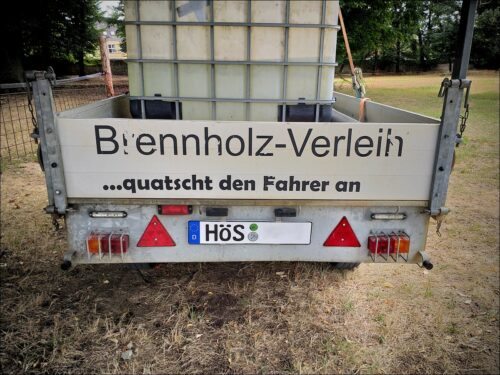 Brennholz-Verleih
...quatscht den Fahrer an
D
HöS